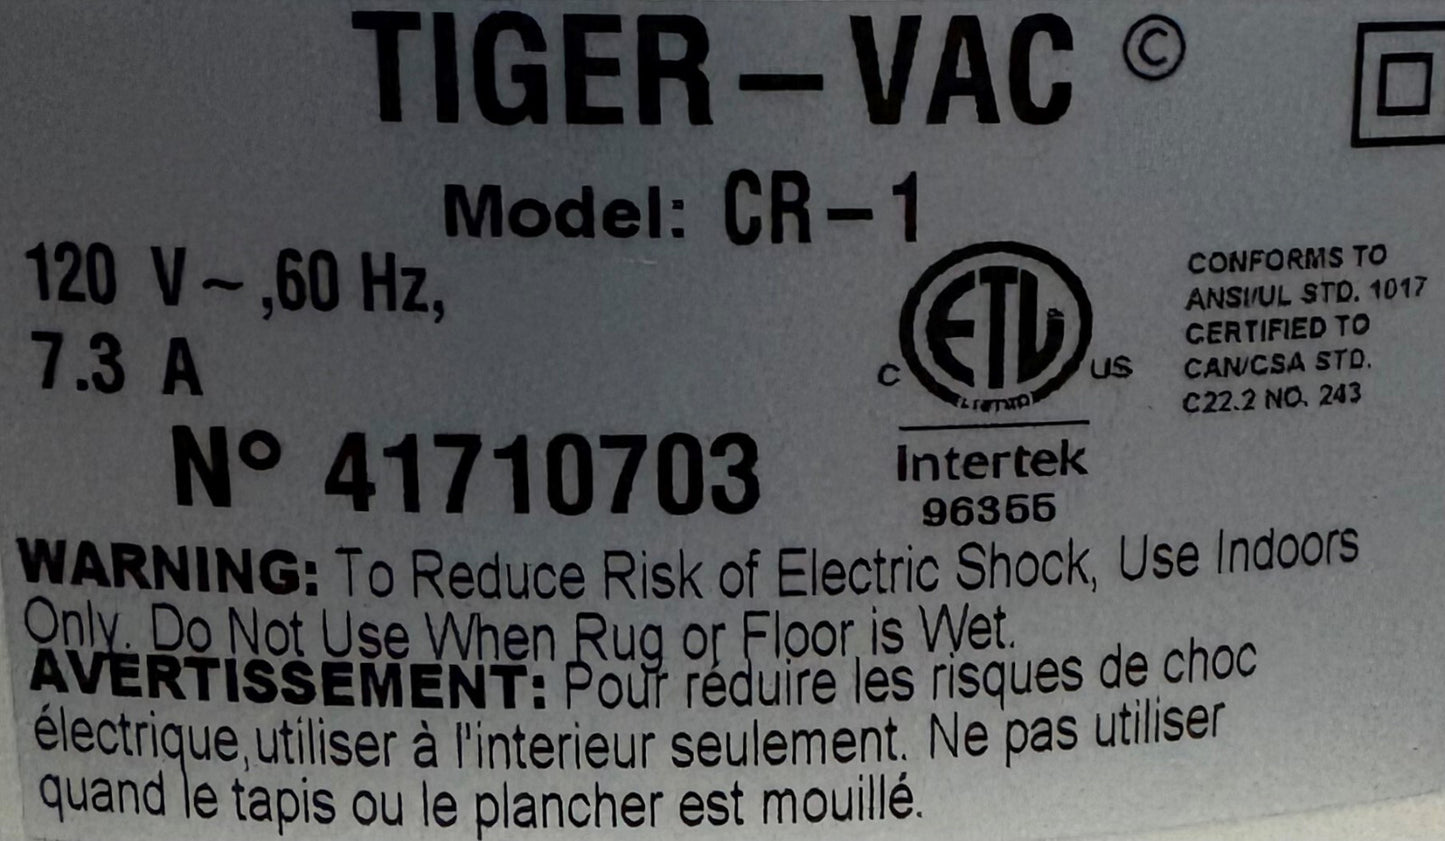 TIGER-VAC ©
Model: CR-1
120 V ~ ,60 Hz,
7.3 A
Nº 41710703
ETL
C US
LISTED
Intertek
96355
CONFORMS TO
ANSI/UL STD. 1017
CERTIFIED TO
CAN/CSA STD.
C22.2 NO. 243
WARNING: To Reduce Risk of Electric Shock, Use Indoors
Only. Do Not Use When Rug or Floor is Wet.
AVERTISSEMENT: Pour réduire les risques de choc
électrique,utiliser à l'interieur seulement. Ne pas utiliser
quand le tapis ou le plancher est mouillé.